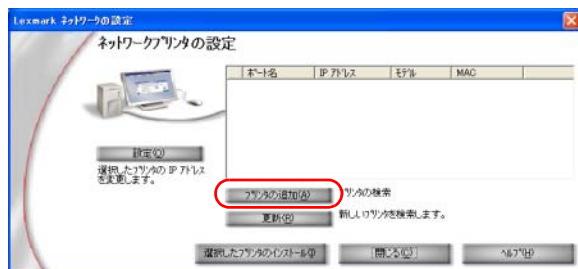 Lexmark ネットワークの設定
ネットワークプリンタの設定
ポート名 IP アドレス モデル MAC
設定(O)
選択したプリンタの IP アドレス
を変更します。
プリンタの追加(A) プリンタの検索
更新(R) 新しいプリンタを検索します。
選択したプリンタのインストール(I) 閉じる(C) ヘルプ(H)